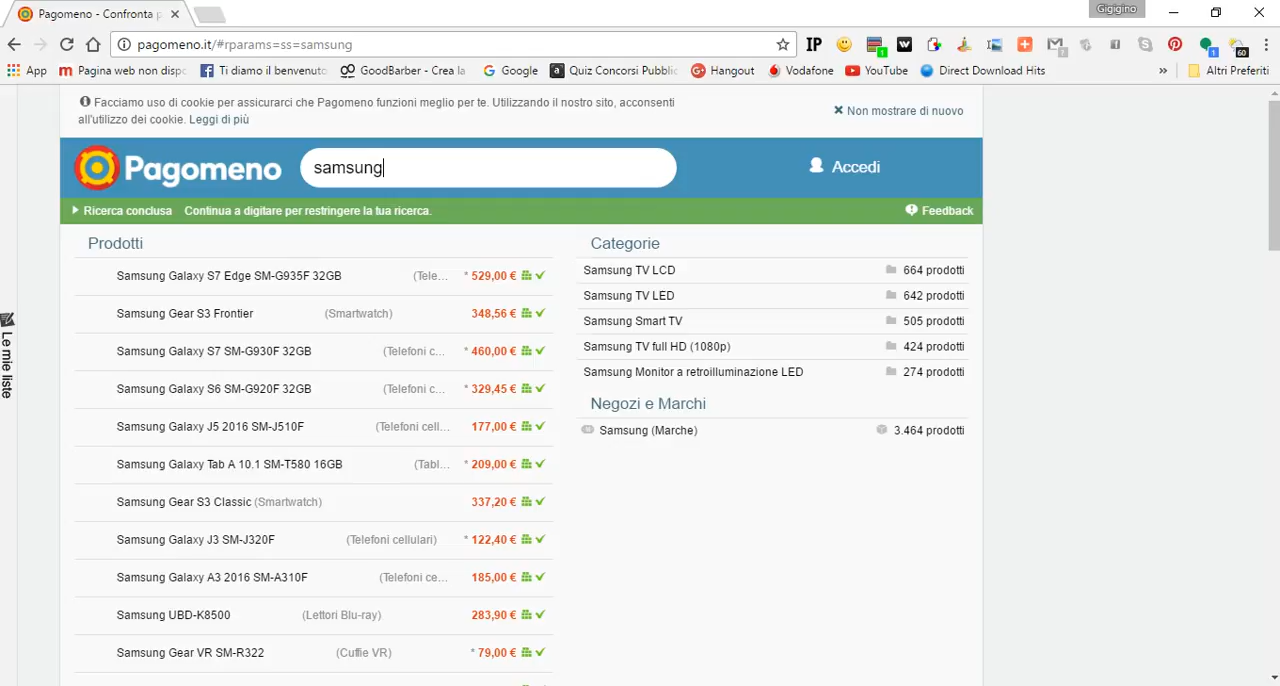 Pagomeno - Confronta p
Gigigino
pagomeno.it/#rparams=ss=samsung
IP
App
Pagina web non dispo
Ti diamo il benvenuto
GoodBarber - Crea la
Google
Quiz Concorsi Pubblic
Hangout
Vodafone
YouTube
Direct Download Hits
»
Altri Preferiti
Facciamo uso di cookie per assicurarci che Pagomeno funzioni meglio per te. Utilizzando il nostro sito, acconsenti
all'utilizzo dei cookie. Leggi di più
Non mostrare di nuovo
Pagomeno
samsung
Accedi
Ricerca conclusa Continua a digitare per restringere la tua ricerca.
Feedback
Le mie liste
Prodotti
Samsung Galaxy S7 Edge SM-G935F 32GB (Tele... * 529,00 €
Samsung Gear S3 Frontier (Smartwatch) 348,56 €
Samsung Galaxy S7 SM-G930F 32GB (Telefoni c... * 460,00 €
Samsung Galaxy S6 SM-G920F 32GB (Telefoni c... * 329,45 €
Samsung Galaxy J5 2016 SM-J510F (Telefoni cell... 177,00 €
Samsung Galaxy Tab A 10.1 SM-T580 16GB (Tabl... * 209,00 €
Samsung Gear S3 Classic (Smartwatch) 337,20 €
Samsung Galaxy J3 SM-J320F (Telefoni cellulari) * 122,40 €
Samsung Galaxy A3 2016 SM-A310F (Telefoni ce... 185,00 €
Samsung UBD-K8500 (Lettori Blu-ray) 283,90 €
Samsung Gear VR SM-R322 (Cuffie VR) * 79,00 €
Categorie
Samsung TV LCD 664 prodotti
Samsung TV LED 642 prodotti
Samsung Smart TV 505 prodotti
Samsung TV full HD (1080p) 424 prodotti
Samsung Monitor a retroilluminazione LED 274 prodotti
Negozi e Marchi
Samsung (Marche) 3.464 prodotti